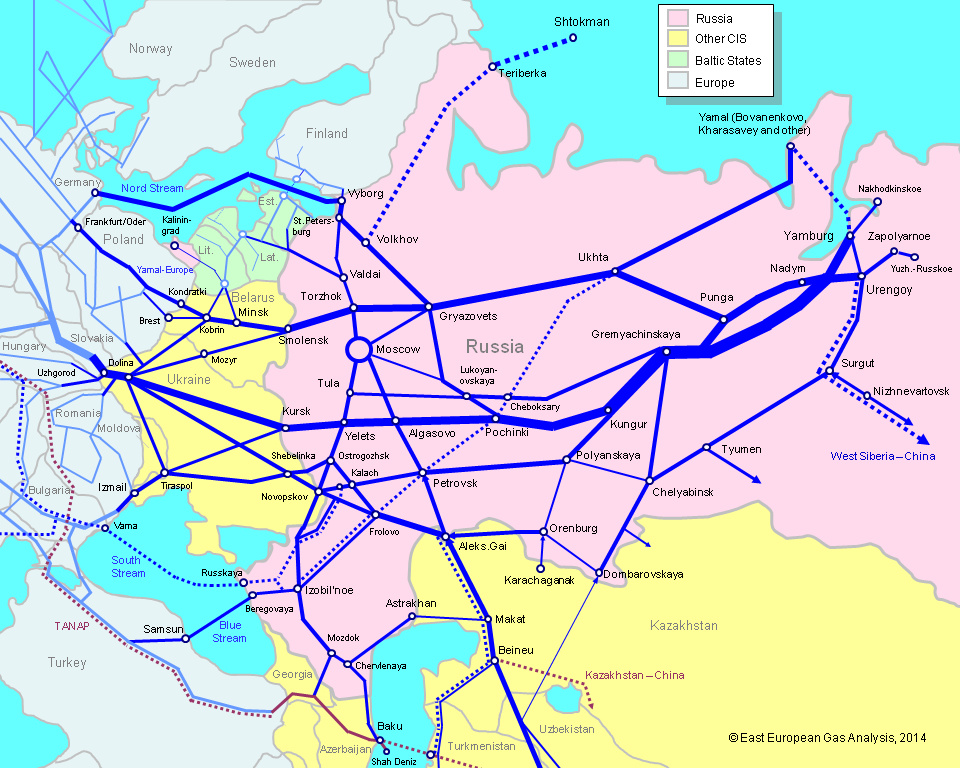 Shtokman
Russia
Other CIS
Baltic States
Europe
Norway
Sweden
Teriberka
Yamal (Bovanenkovo,
Kharasavey and other)
Finland
Germany
Nord Stream
Vyborg
Nakhodkinskoe
Est.
Frankfurt/Oder
Kalinin-
grad
St.Peters-
burg
Volkhov
Yamburg
Zapolyarnoe
Poland
Lit.
Lat.
Ukhta
Yuzh.-Russkoe
Yamal-Europe
Valdai
Nadym
Urengoy
Kondratki
Belarus
Torzhok
Punga
Minsk
Gryazovets
Brest
Kobrin
Smolensk
Gremyachinskaya
Slovakia
Hungary
Mozyr
Moscow
Russia
Dolina
Surgut
Uzhgorod
Ukraine
Tula
Lukoyan-
ovskaya
Nizhnevartovsk
Cheboksary
Romania
Kursk
Moldova
Yelets
Algasovo
Pochinki
Kungur
Shebelinka
Ostrogozhsk
Polyanskaya
Tyumen
West Siberia – China
Kalach
Bulgaria
Izmail
Tiraspol
Novopskov
Petrovsk
Chelyabinsk
Varna
Frolovo
Orenburg
Aleks.Gai
South
Stream
Russkaya
Karachaganak
Dombarovskaya
Izobil'noe
Beregovaya
Astrakhan
TANAP
Samsun
Blue
Stream
Makat
Kazakhstan
Mozdok
Beineu
Turkey
Chervlenaya
Georgia
Kazakhstan – China
Baku
Uzbekistan
Azerbaijan
Turkmenistan
©East European Gas Analysis, 2014
Shah Deniz